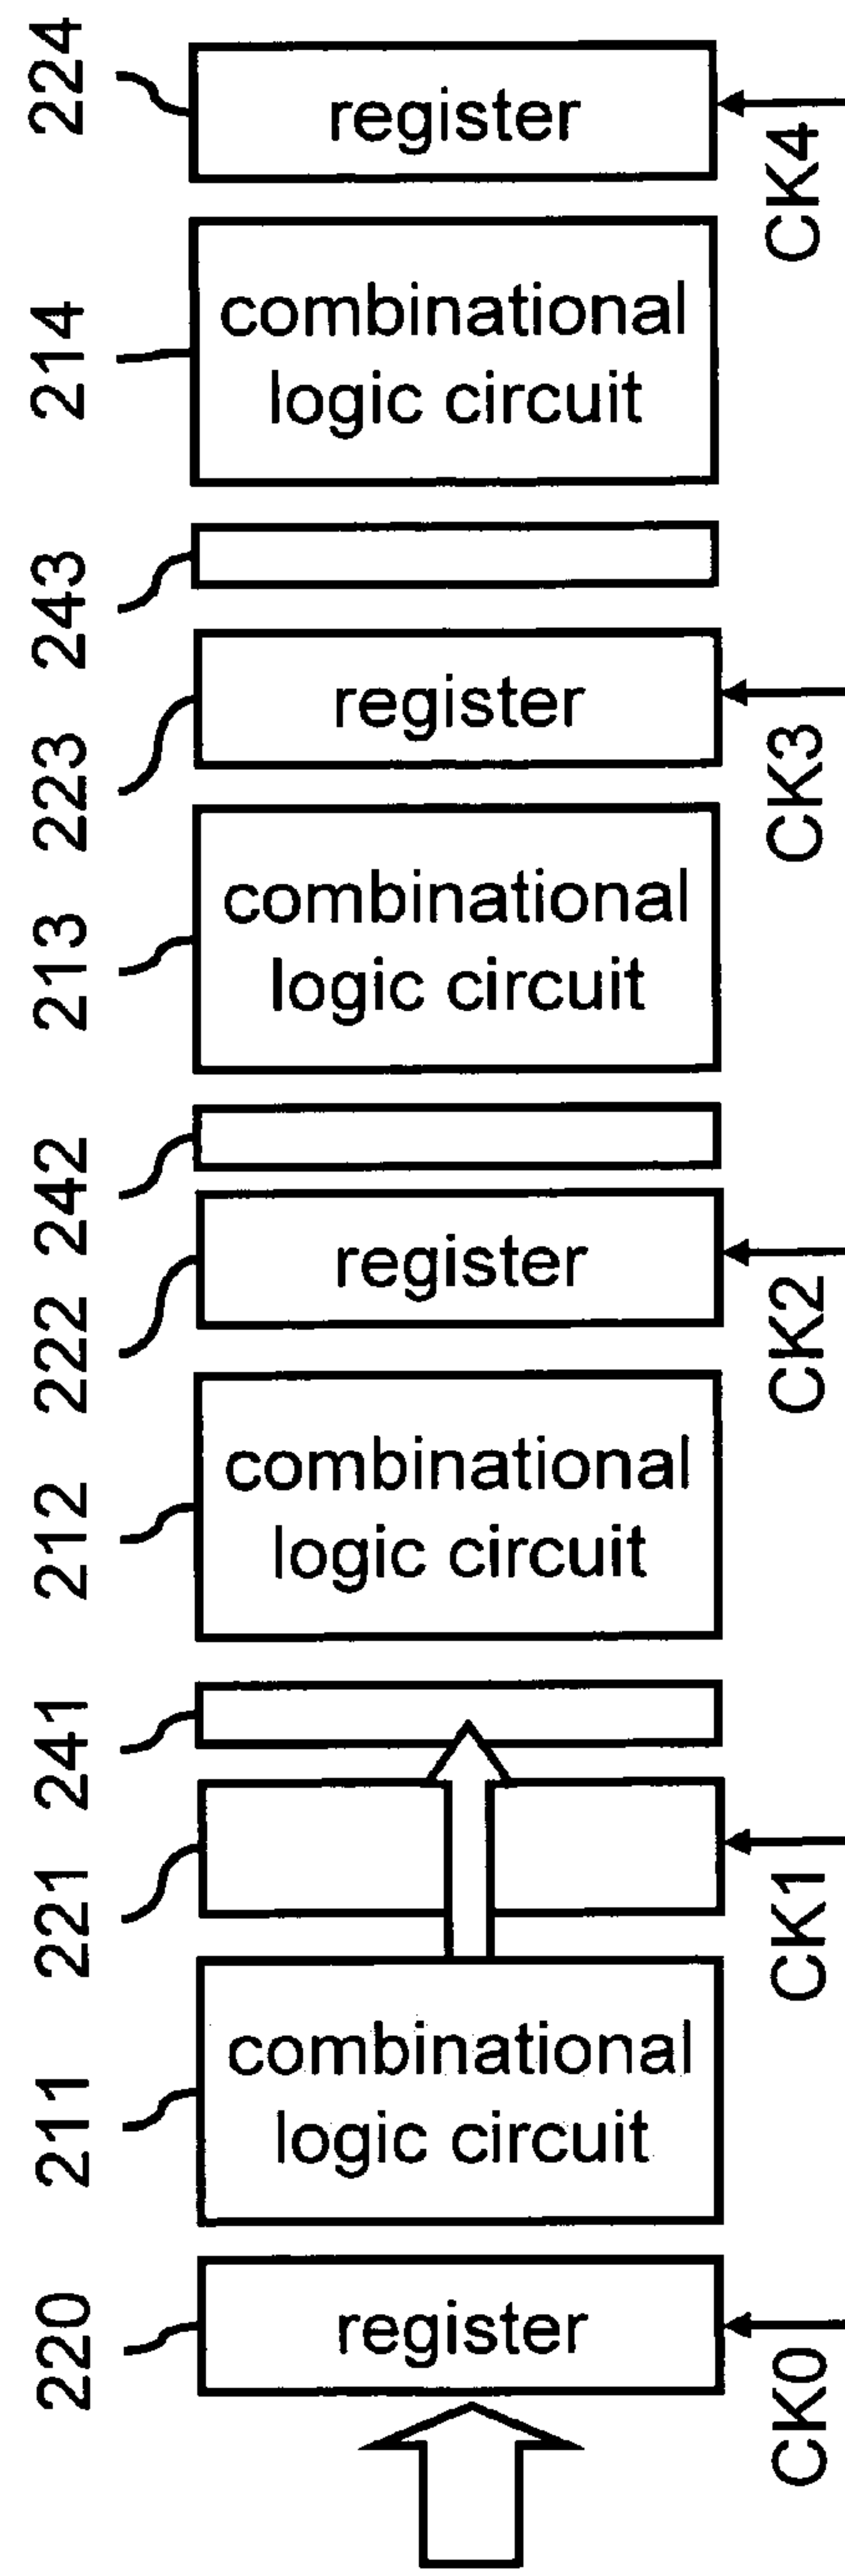 224
register
CK4
214
combinational
logic circuit
243
223
register
CK3
213
combinational
logic circuit
242
222
register
CK2
212
combinational
logic circuit
241
221
CK1
211
combinational
logic circuit
220
register
CK0